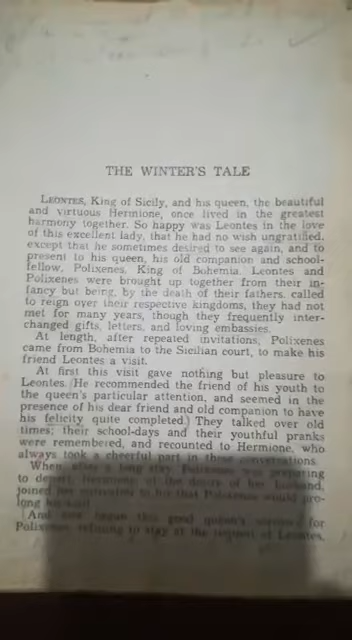 THE WINTER'S TALE
LEONTES, King of Sicily, and his queen, the beautiful
and virtuous Hermione, once lived in the greatest
harmony together. So happy was Leontes in the love
of this excellent lady, that he had no wish ungratified,
except that he sometimes desired to see again, and to
present to his queen, his old companion and school-
fellow, Polixenes, King of Bohemia. Leontes and
Polixenes were brought up together from their in-
fancy but being, by the death of their fathers, called
to reign over their respective kingdoms, they had not
met for many years, though they frequently inter-
changed gifts, letters, and loving embassies.
At length, after repeated invitations, Polixenes
came from Bohemia to the Sicilian court, to make his
friend Leontes a visit.
At first this visit gave nothing but pleasure to
Leontes. (He recommended the friend of his youth to
the queen's particular attention, and seemed in the
presence of his dear friend and old companion to have
his felicity quite completed.) They talked over old
times; their school-days and their youthful pranks
were remembered, and recounted to Hermione, who
always took a cheerful part in these conversations.
When, after a long stay, Polixenes was preparing
to depart, Hermione, at the desire of her husband,
joined her entreaties to his that Polixenes would pro-
long his visit.
And now began this good queen's sorrow; for
Polixenes, refusing to stay at the request of Leontes,